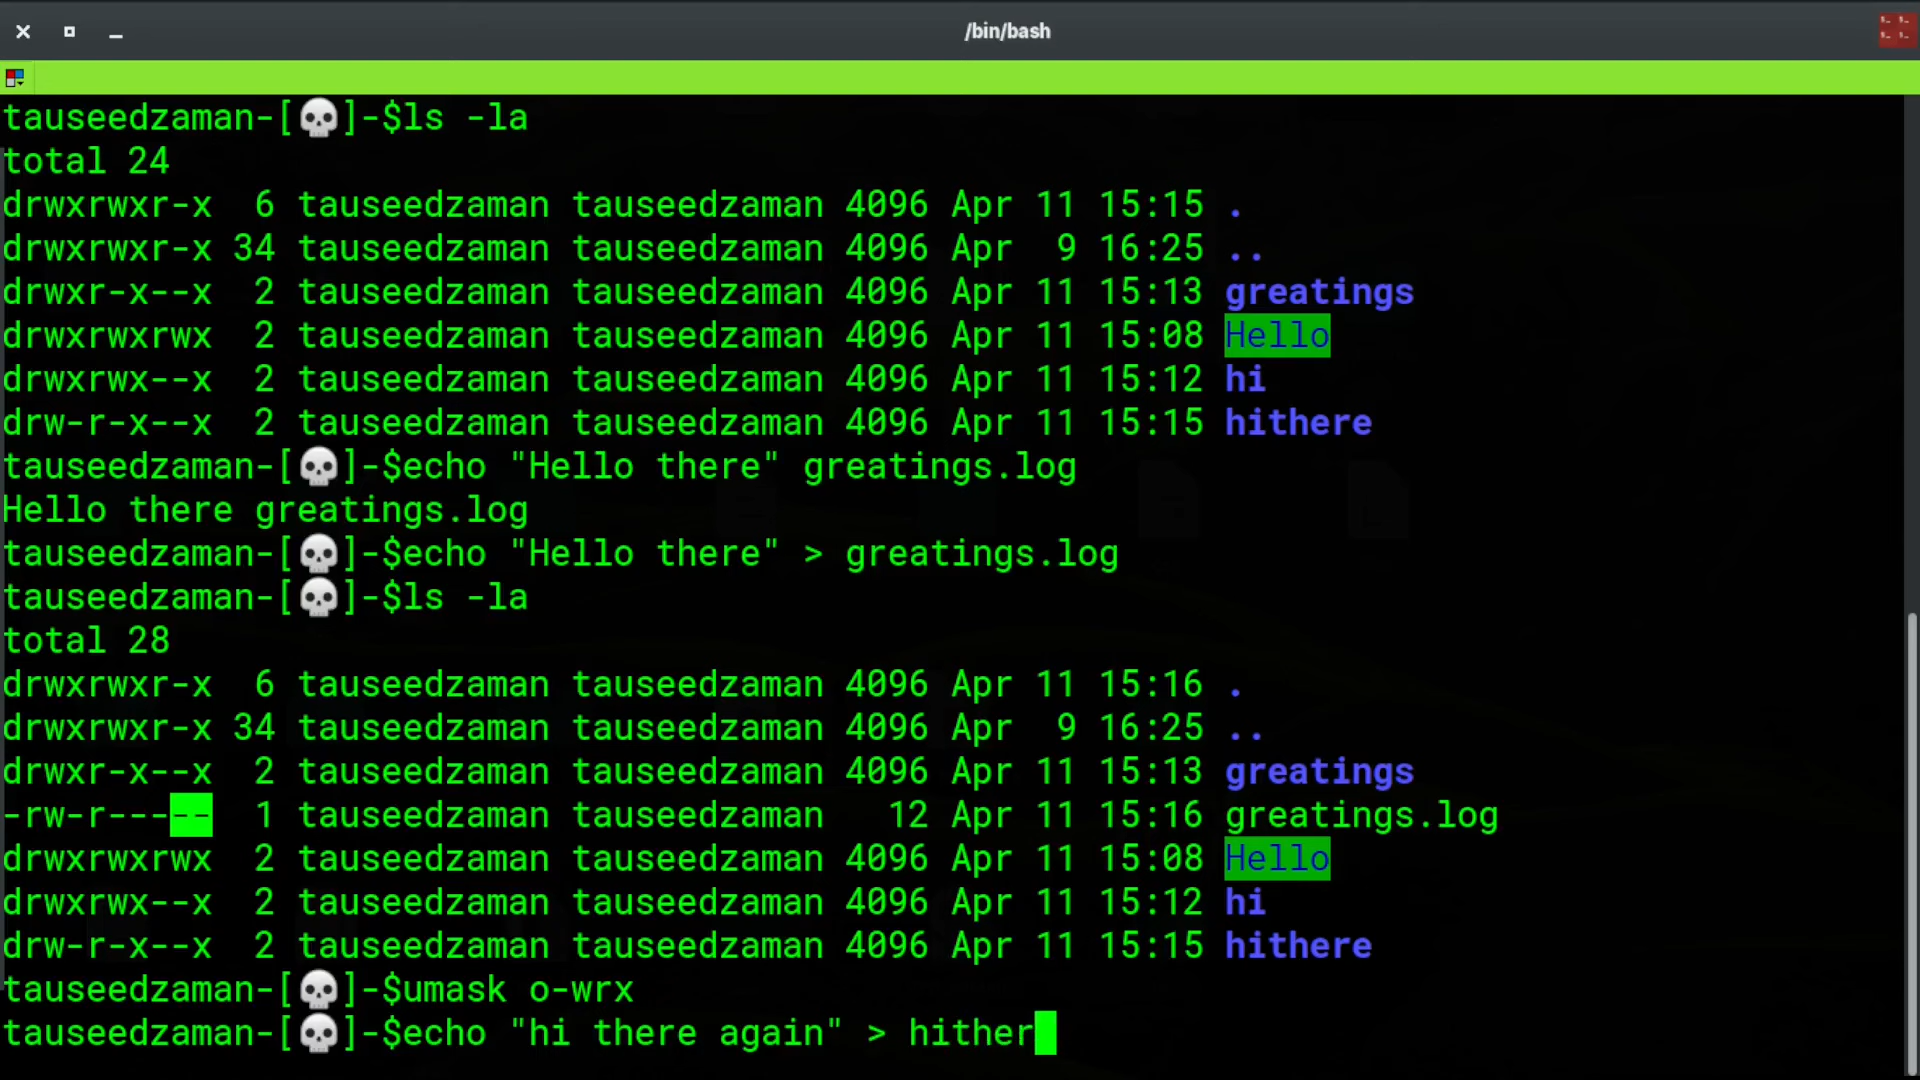 /bin/bash
tauseedzaman-[💀]-$ls -la
total 24
drwxrwxr-x  6 tauseedzaman tauseedzaman 4096 Apr 11 15:15 .
drwxrwxr-x 34 tauseedzaman tauseedzaman 4096 Apr  9 16:25 ..
drwxr-x--x  2 tauseedzaman tauseedzaman 4096 Apr 11 15:13 greatings
drwxrwxrwx  2 tauseedzaman tauseedzaman 4096 Apr 11 15:08 Hello
drwxrwx--x  2 tauseedzaman tauseedzaman 4096 Apr 11 15:12 hi
drw-r-x--x  2 tauseedzaman tauseedzaman 4096 Apr 11 15:15 hithere
tauseedzaman-[💀]-$echo "Hello there" greatings.log
Hello there greatings.log
tauseedzaman-[💀]-$echo "Hello there" > greatings.log
tauseedzaman-[💀]-$ls -la
total 28
drwxrwxr-x  6 tauseedzaman tauseedzaman 4096 Apr 11 15:16 .
drwxrwxr-x 34 tauseedzaman tauseedzaman 4096 Apr  9 16:25 ..
drwxr-x--x  2 tauseedzaman tauseedzaman 4096 Apr 11 15:13 greatings
-rw-r-----  1 tauseedzaman tauseedzaman   12 Apr 11 15:16 greatings.log
drwxrwxrwx  2 tauseedzaman tauseedzaman 4096 Apr 11 15:08 Hello
drwxrwx--x  2 tauseedzaman tauseedzaman 4096 Apr 11 15:12 hi
drw-r-x--x  2 tauseedzaman tauseedzaman 4096 Apr 11 15:15 hithere
tauseedzaman-[💀]-$umask o-wrx
tauseedzaman-[💀]-$echo "hi there again" > hither